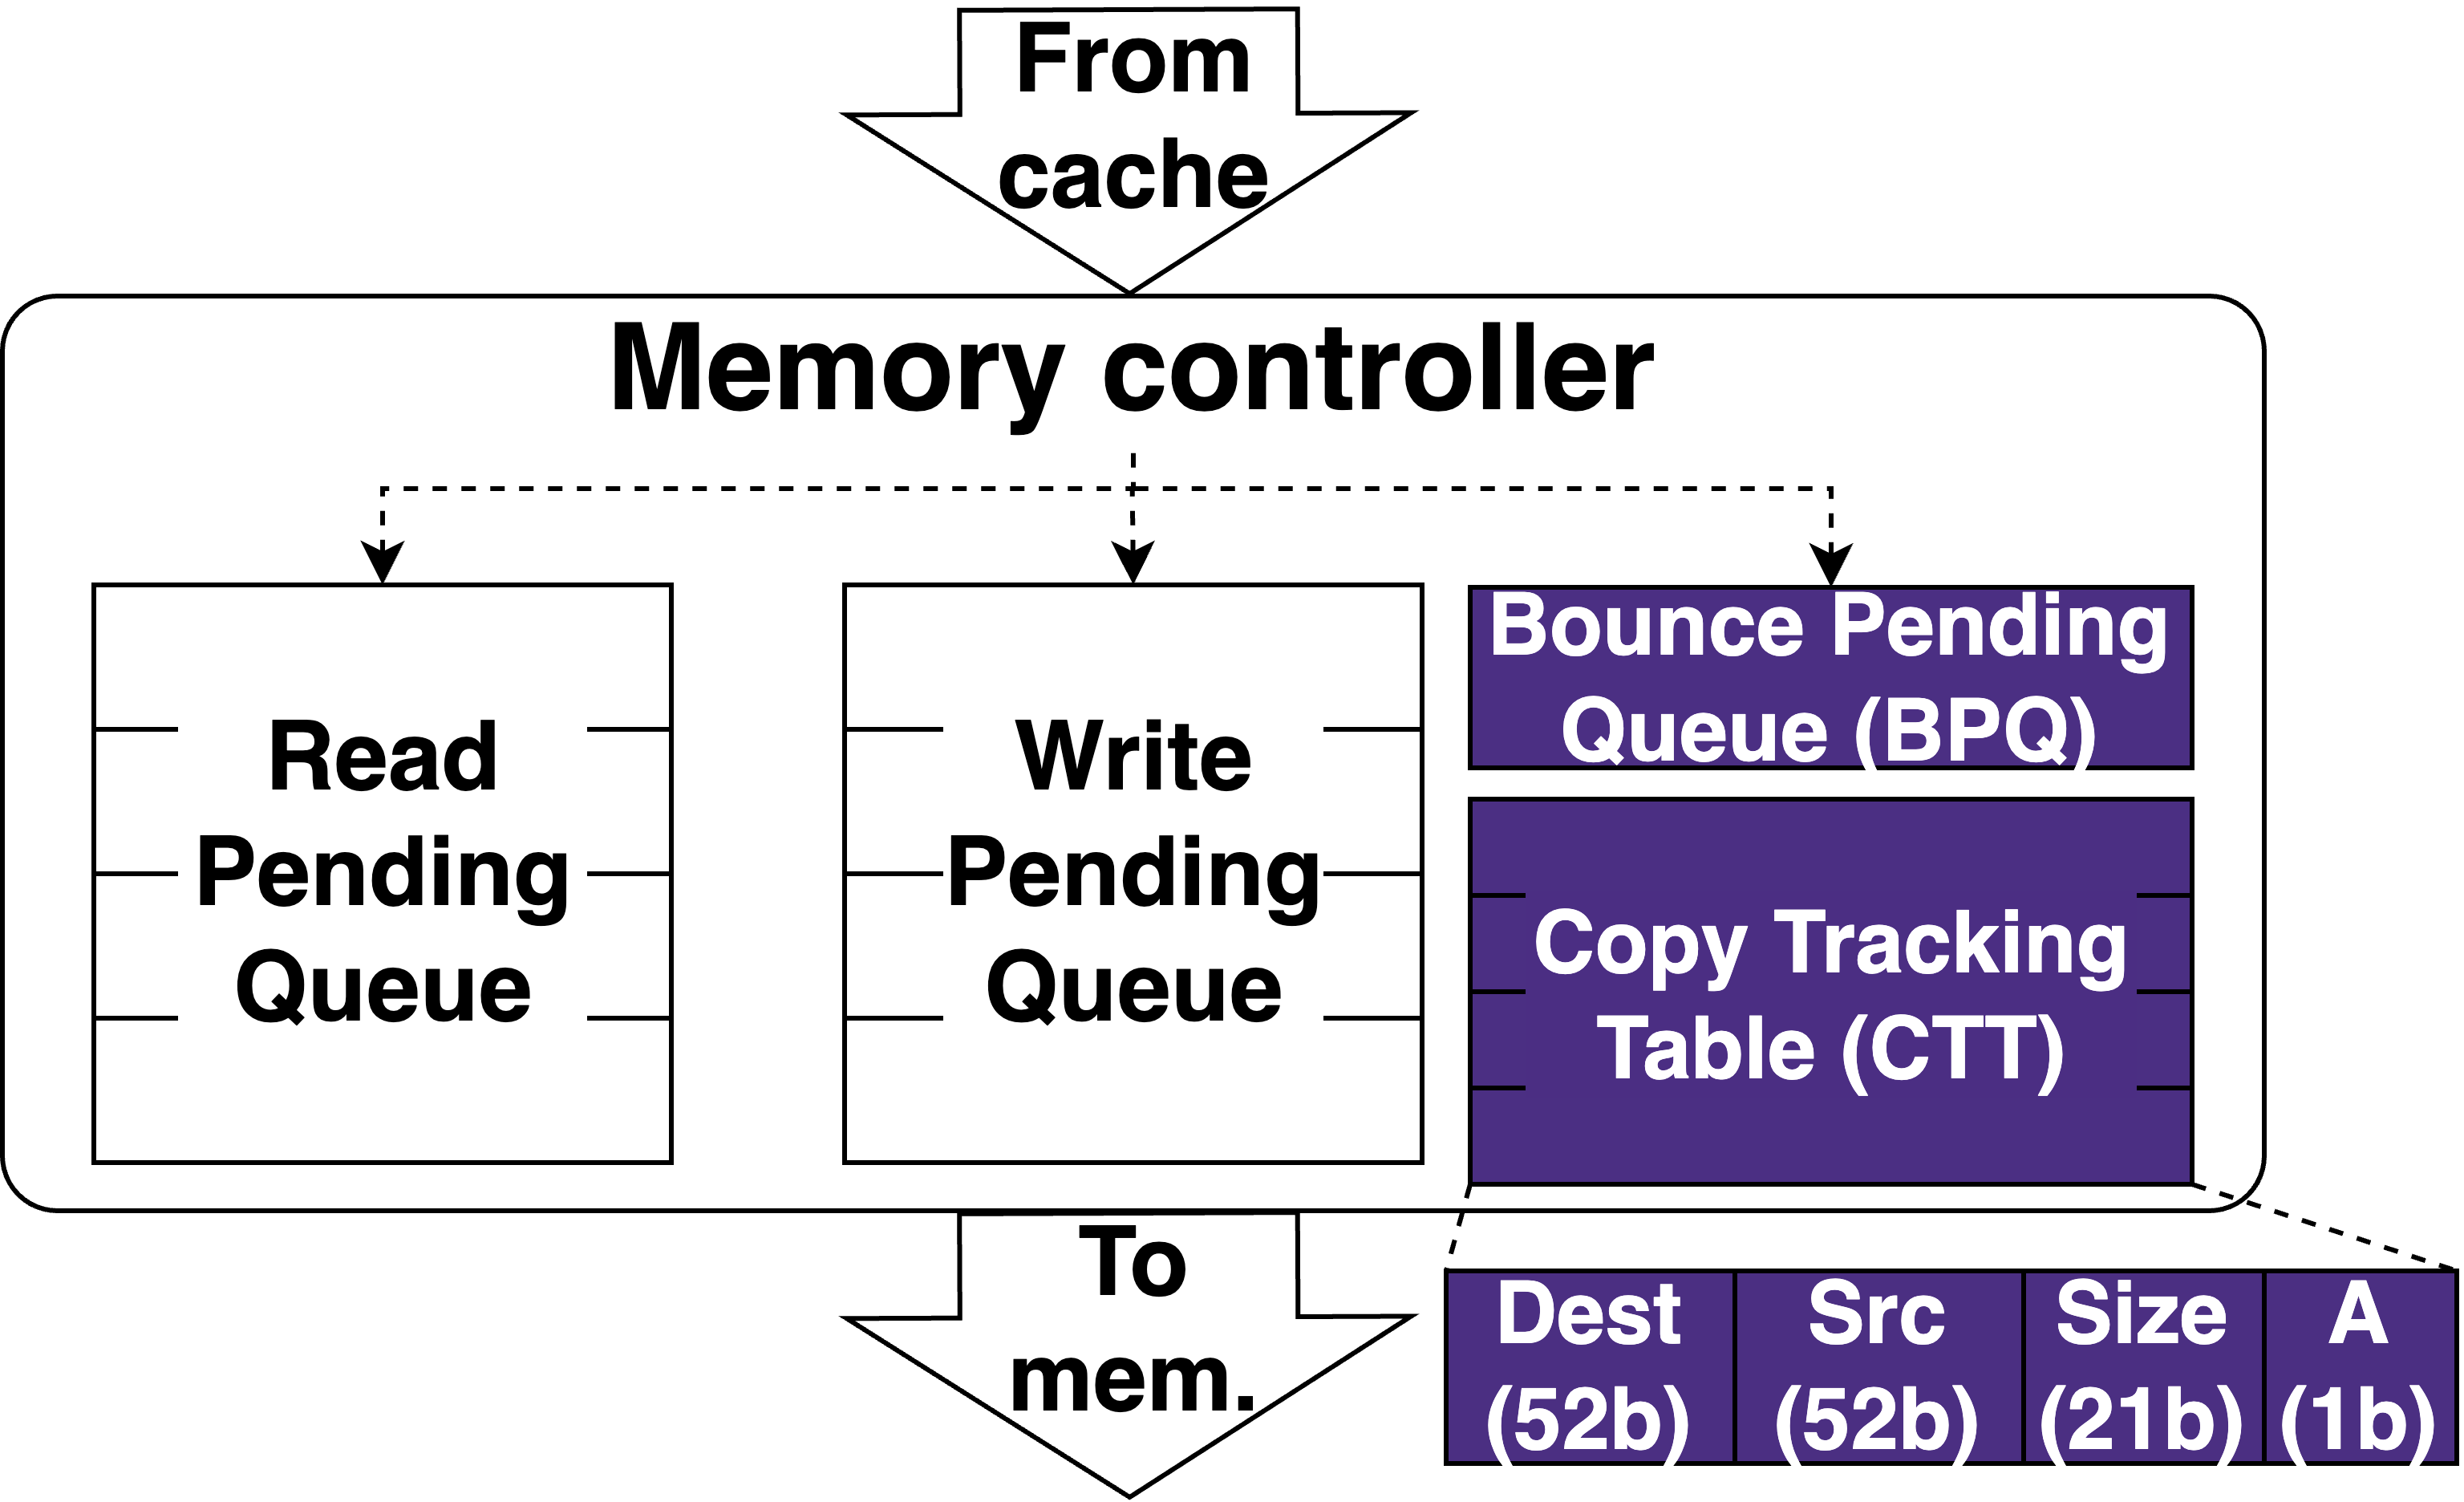 From
cache
Memory controller
Read
Pending
Queue
Write
Pending
Queue
Bounce Pending
Queue (BPQ)
Copy Tracking
Table (CTT)
To
mem.
Dest
(52b)
Src
(52b)
Size
(21b)
A
(1b)